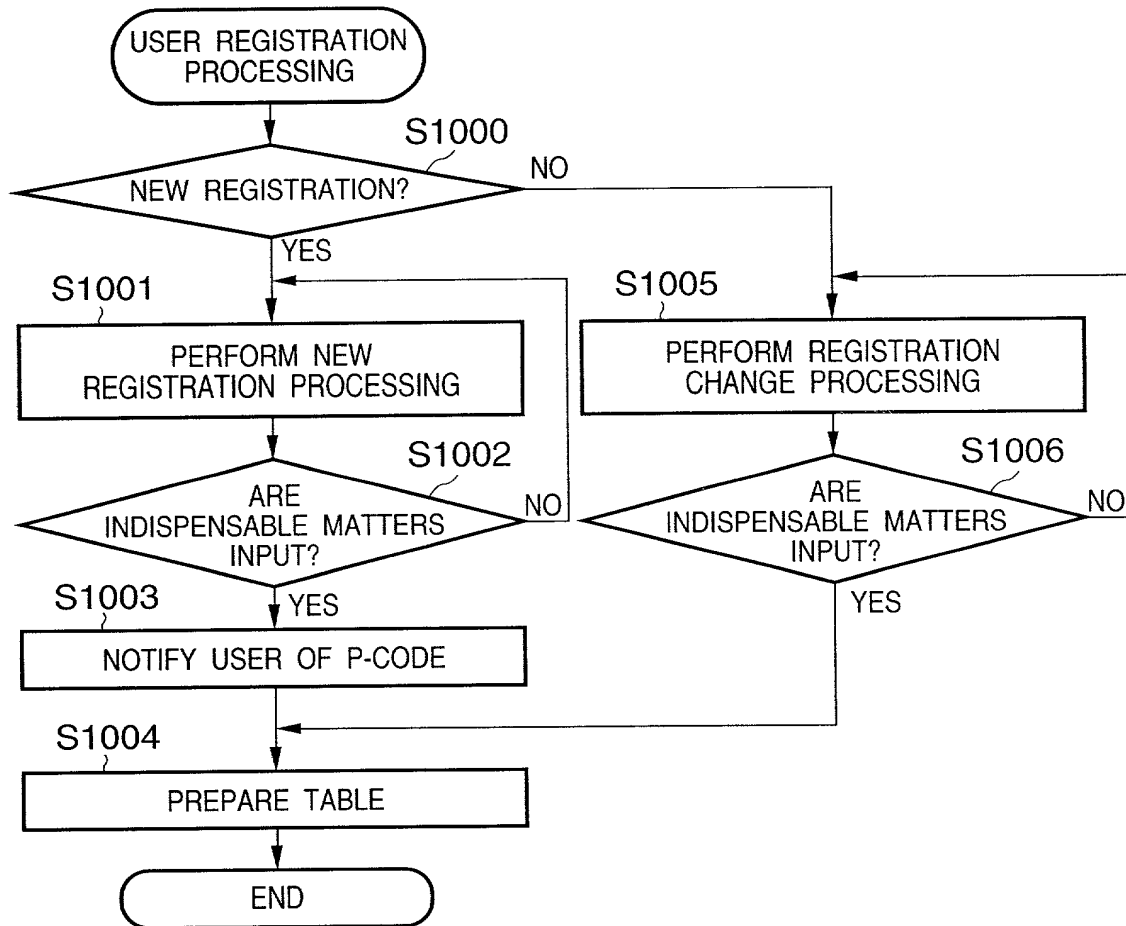 USER REGISTRATION
PROCESSING
S1000
NEW REGISTRATION?
NO
YES
S1001
PERFORM NEW
REGISTRATION PROCESSING
S1002
ARE
INDISPENSABLE MATTERS
INPUT?
NO
YES
S1003
NOTIFY USER OF P-CODE
S1004
PREPARE TABLE
END
S1005
PERFORM REGISTRATION
CHANGE PROCESSING
S1006
ARE
INDISPENSABLE MATTERS
INPUT?
NO
YES